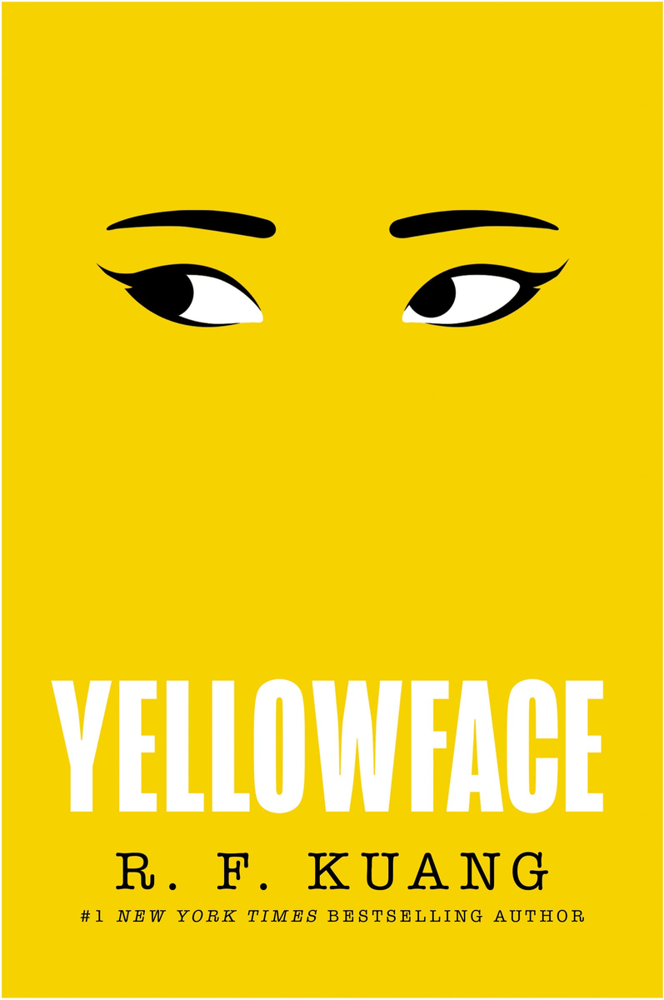 YELLOWFACE
R. F. KUANG
#1 NEW YORK TIMES BESTSELLING AUTHOR